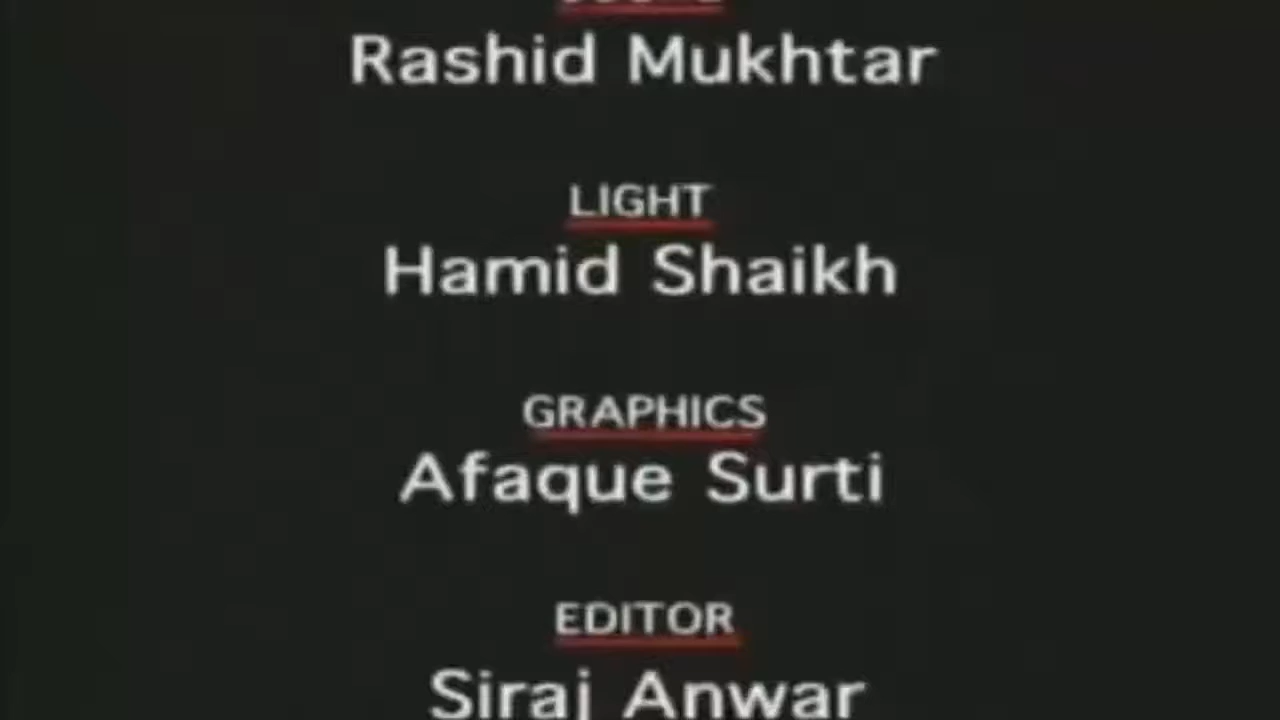 Rashid Mukhtar
LIGHT
Hamid Shaikh
GRAPHICS
Afaque Surti
EDITOR
Siraj Anwar